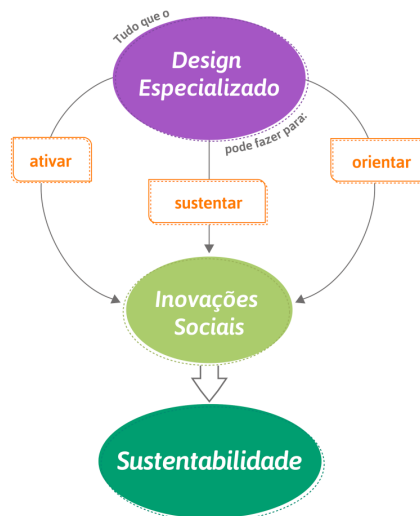 Tudo que o
Design
Especializado
pode fazer para:
ativar
orientar
sustentar
Inovações
Sociais
Sustentabilidade